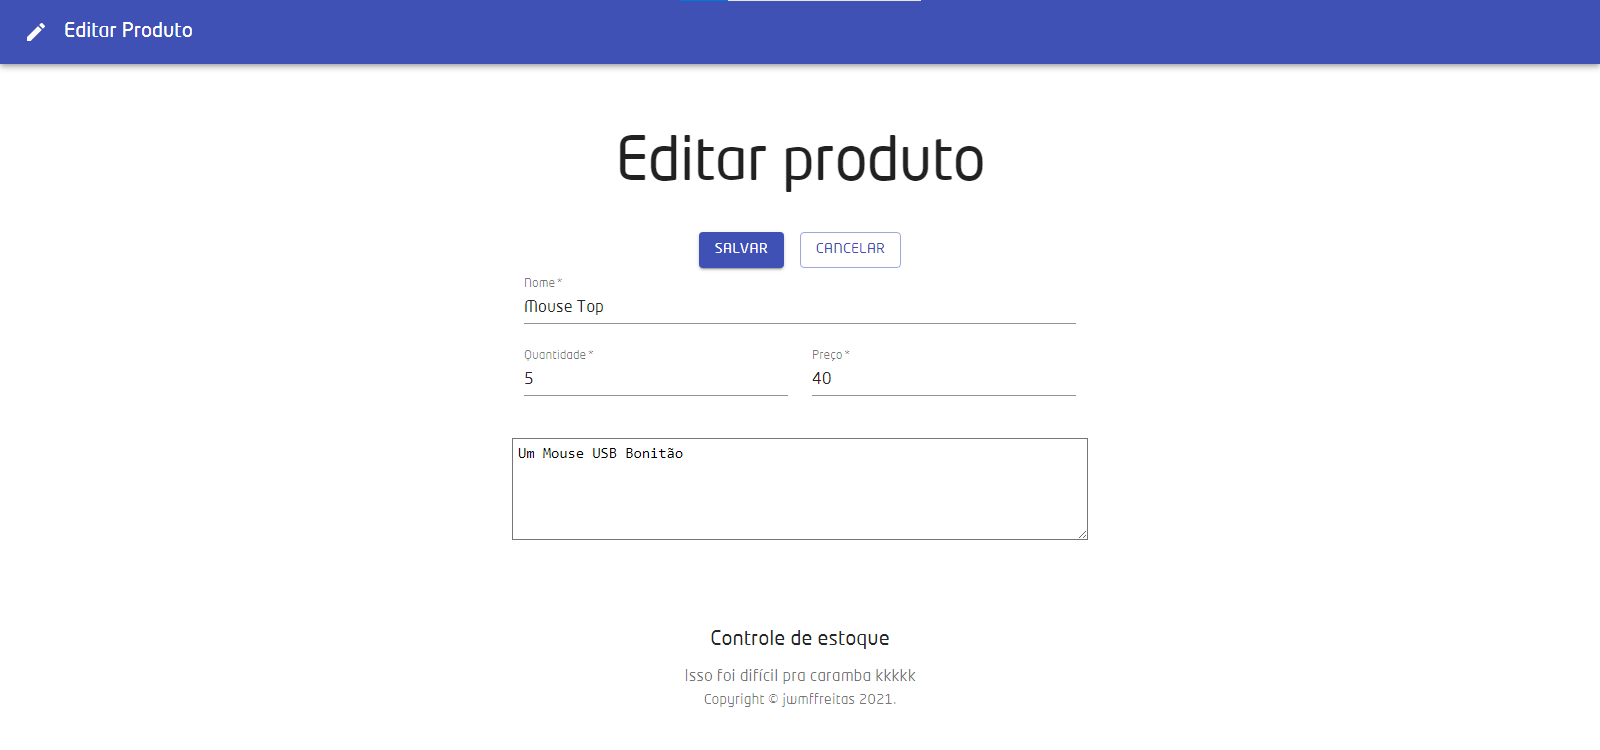 Editar Produto
Editar produto
SALVAR
CANCELAR
Nome *
Mouse Top
Quantidade *
Preço *
5
40
Um Mouse USB Bonitão
Controle de estoque
Isso foi difícil pra caramba kkkkk
Copyright © jwmffreitas 2021.